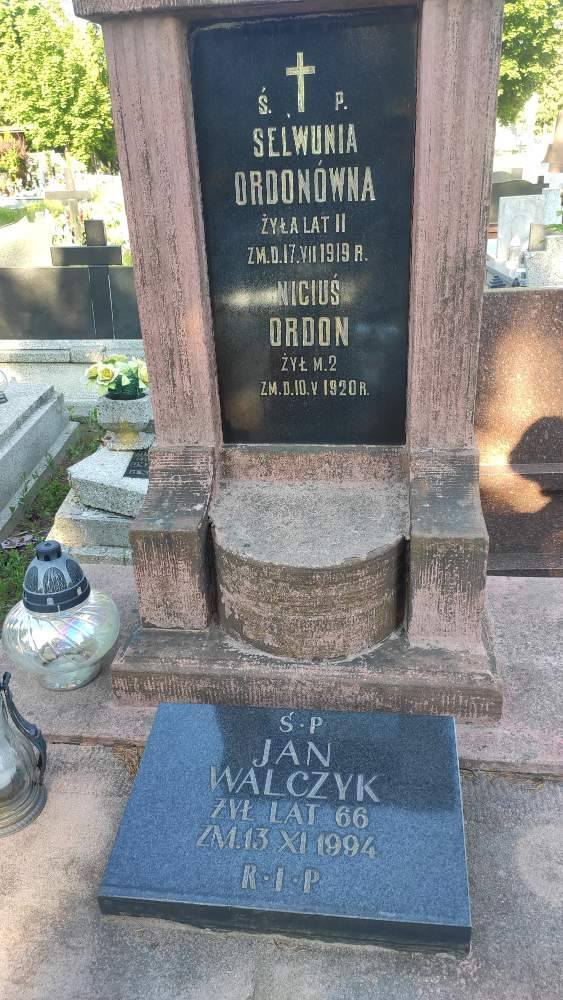 Ś. P.
SELWUNIA
ORDONÓWNA
ŻYŁA LAT 11
ZM.D.17.VII 1919 R.
NICIUŚ
ORDON
ŻYŁ M. 2
ZM.D.10.V 1920 R.
Ś·P
JAN
WALCZYK
ŻYŁ LAT 66
ZM.13 XI 1994
R·I·P